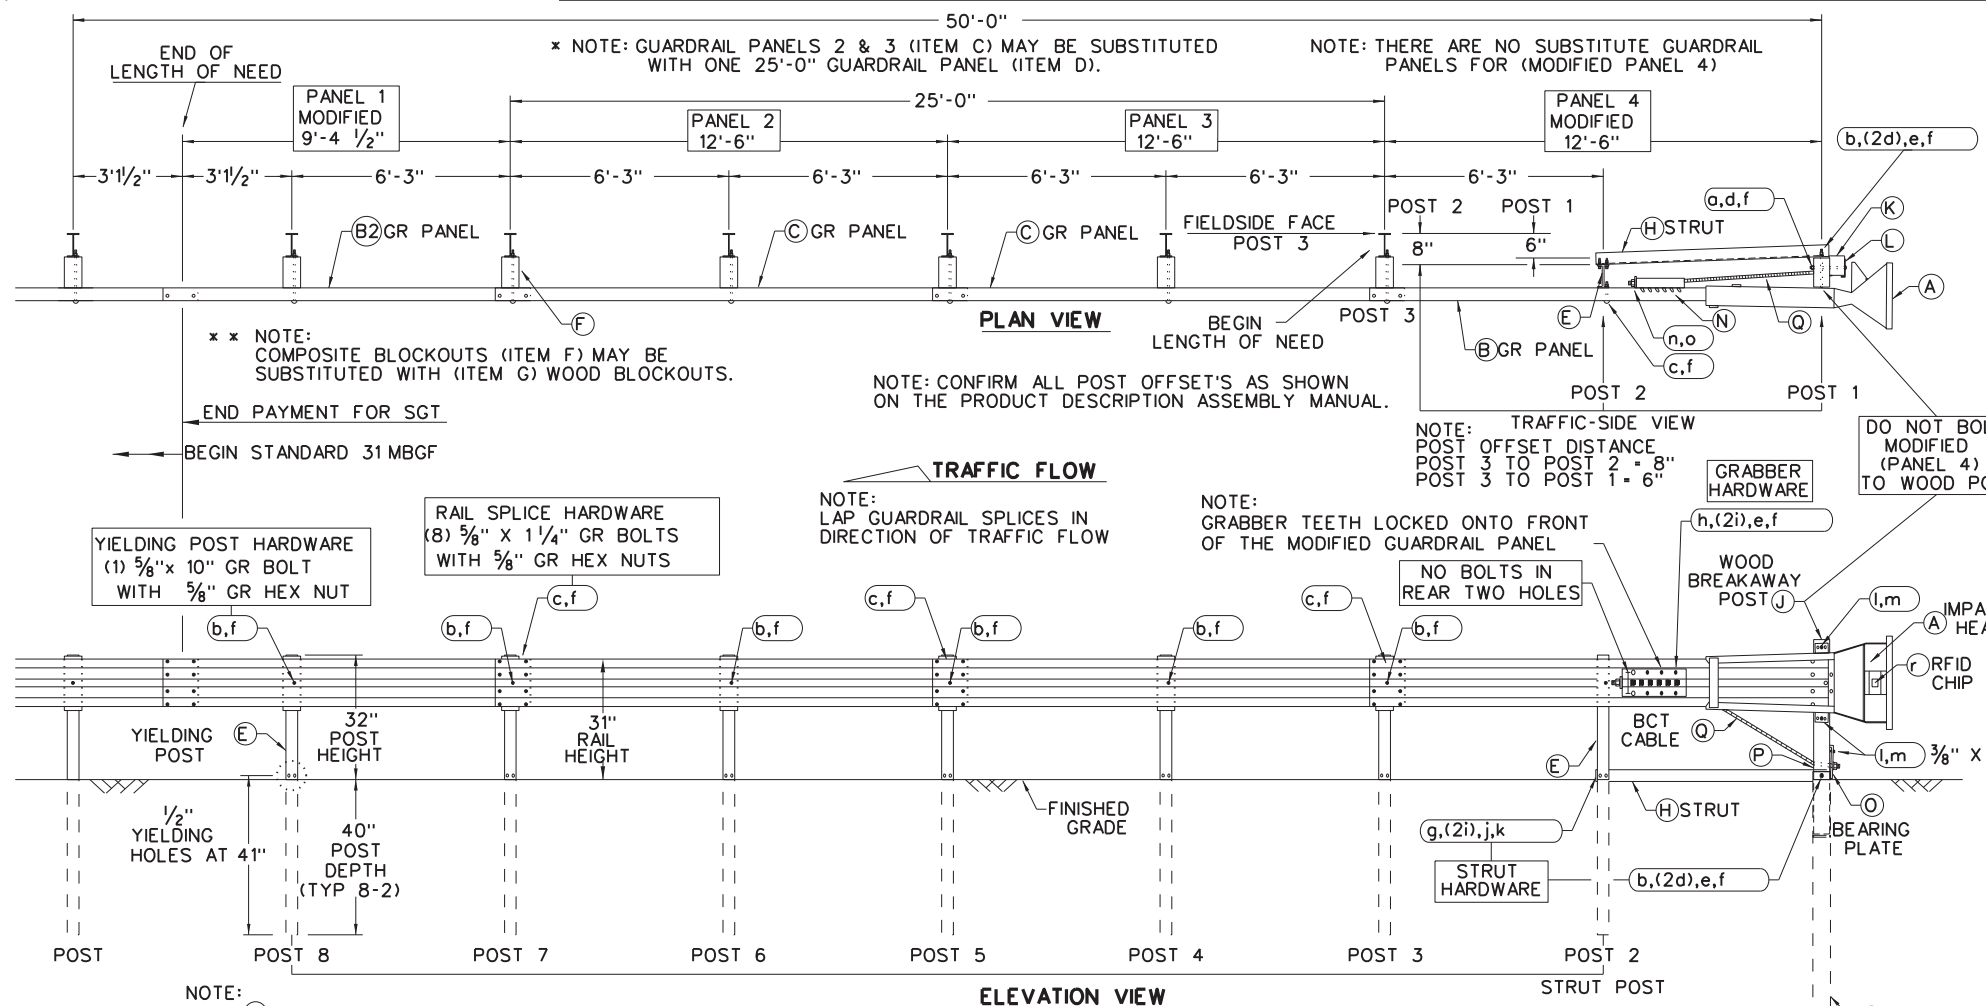 50'-0"
END OF
LENGTH OF NEED
* NOTE: GUARDRAIL PANELS 2 & 3 (ITEM C) MAY BE SUBSTITUTED
WITH ONE 25'-0" GUARDRAIL PANEL (ITEM D).
NOTE: THERE ARE NO SUBSTITUTE GUARDRAIL
PANELS FOR (MODIFIED PANEL 4)
PANEL 1
MODIFIED
9'-4 1/2"
25'-0"
PANEL 2
12'-6"
PANEL 3
12'-6"
PANEL 4
MODIFIED
12'-6"
b,(2d),e,f
3'1/2" 3'1/2" 6'-3" 6'-3" 6'-3" 6'-3" 6'-3" 6'-3"
a,d,f
K
POST 2
POST 1
B2 GR PANEL
C GR PANEL
C GR PANEL
FIELDSIDE FACE
POST 3
8"
6"
H STRUT
L
A
F
PLAN VIEW
BEGIN
LENGTH OF NEED
POST 3
E
N
Q
B GR PANEL
n,o
c,f
* * NOTE:
COMPOSITE BLOCKOUTS (ITEM F) MAY BE
SUBSTITUTED WITH (ITEM G) WOOD BLOCKOUTS.
NOTE: CONFIRM ALL POST OFFSET'S AS SHOWN
ON THE PRODUCT DESCRIPTION ASSEMBLY MANUAL.
POST 2
POST 1
END PAYMENT FOR SGT
BEGIN STANDARD 31 MBGF
TRAFFIC-SIDE VIEW
NOTE:
POST OFFSET DISTANCE
POST 3 TO POST 2 = 8"
POST 3 TO POST 1 = 6"
DO NOT BOL
MODIFIED
(PANEL 4)
TO WOOD PO
TRAFFIC FLOW
NOTE:
LAP GUARDRAIL SPLICES IN
DIRECTION OF TRAFFIC FLOW
NOTE:
GRABBER TEETH LOCKED ONTO FRONT
OF THE MODIFIED GUARDRAIL PANEL
GRABBER
HARDWARE
h,(2i),e,f
YIELDING POST HARDWARE
(1) 5/8"x 10" GR BOLT
WITH 5/8" GR HEX NUT
RAIL SPLICE HARDWARE
(8) 5/8" X 1 1/4" GR BOLTS
WITH 5/8" GR HEX NUTS
NO BOLTS IN
REAR TWO HOLES
WOOD
BREAKAWAY
POST J
l,m
c,f
c,f
c,f
b,f
b,f
b,f
b,f
b,f
b,f
A IMPA
HEA
r RFID
CHIP
YIELDING
POST
E
32"
POST
HEIGHT
31"
RAIL
HEIGHT
BCT
CABLE
Q
E
P
l,m 3/8" X
1/2"
YIELDING
HOLES AT 41"
40"
POST
DEPTH
(TYP 8-2)
FINISHED
GRADE
H STRUT
O
BEARING
PLATE
g,(2i),j,k
STRUT
HARDWARE
b,(2d),e,f
POST POST 8 POST 7 POST 6 POST 5 POST 4 POST 3 POST 2
STRUT POST
NOTE:
ELEVATION VIEW